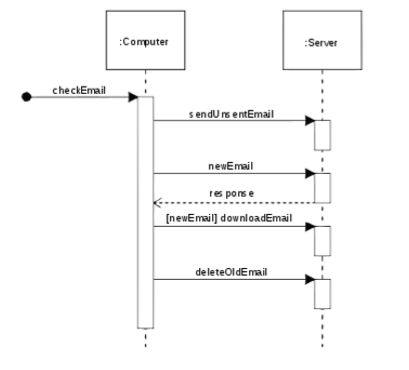 :Computer
:Server
checkEmail
sendUnsentEmail
newEmail
response
[newEmail] downloadEmail
deleteOldEmail